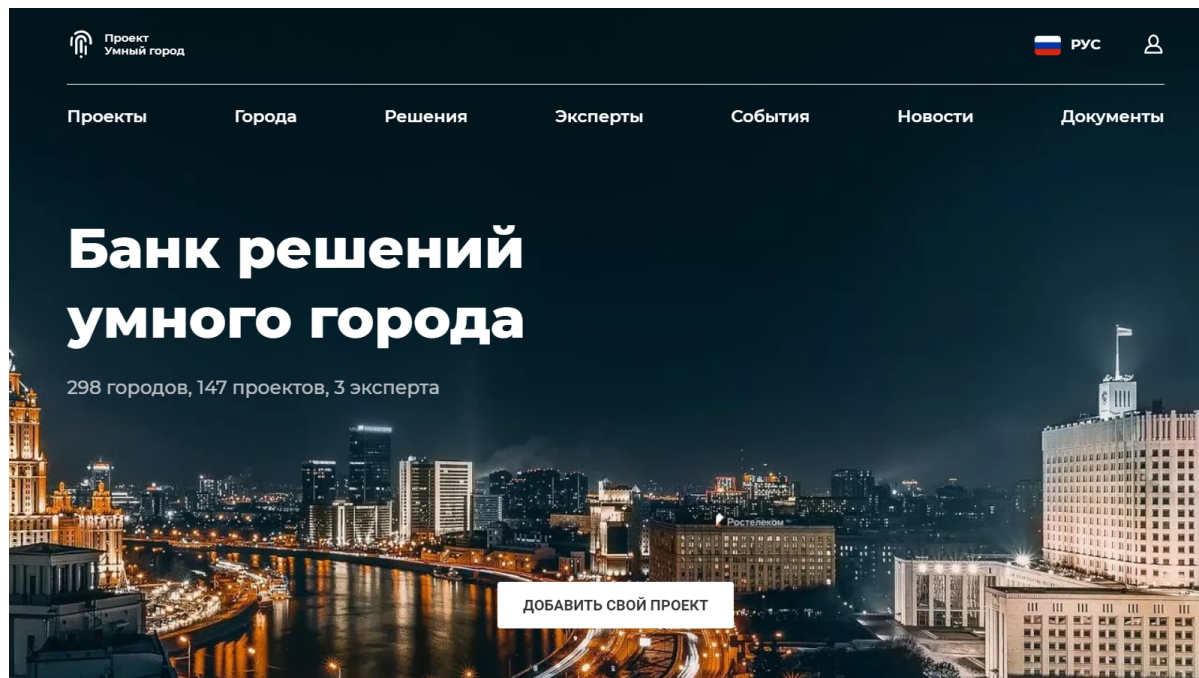 Проект
Умный город
РУС
Проекты Города Решения Эксперты События Новости Документы
Банк решений
умного города
298 городов, 147 проектов, 3 эксперта
Ростелеком
ДОБАВИТЬ СВОЙ ПРОЕКТ